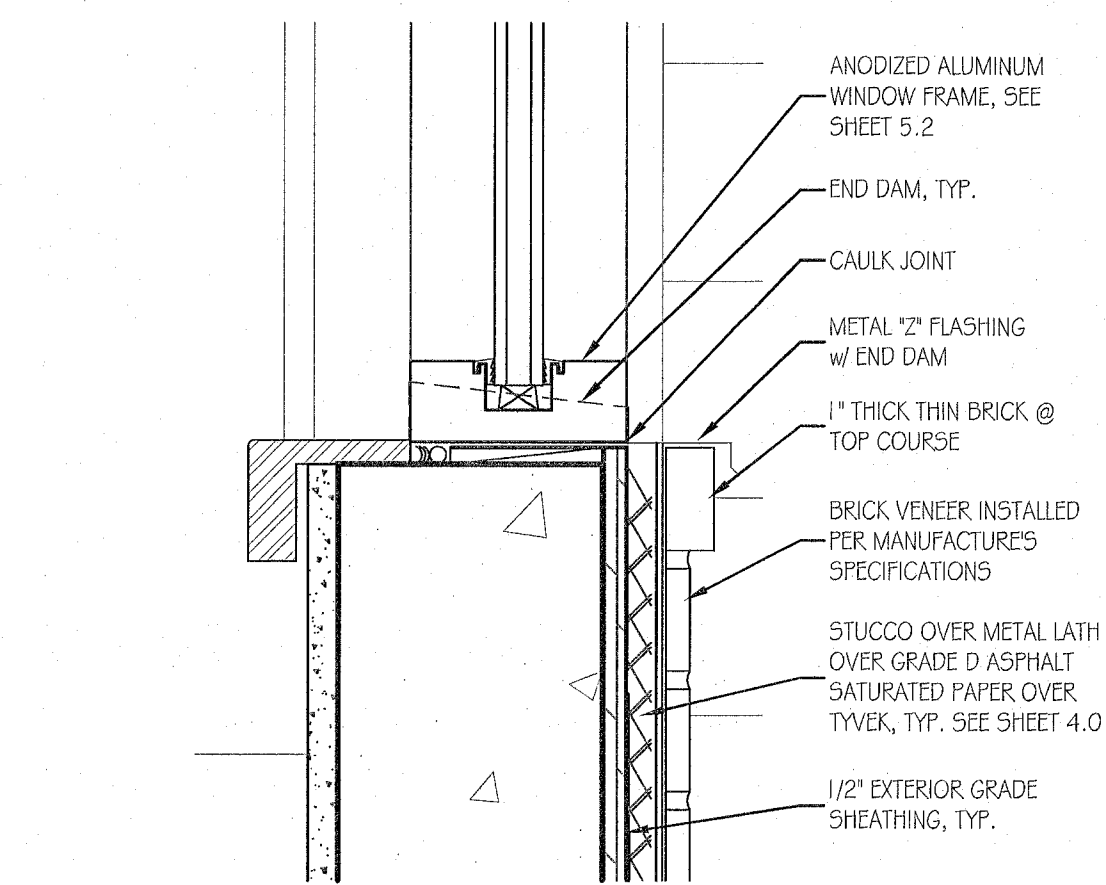 ANODIZED ALUMINUM
WINDOW FRAME, SEE
SHEET 5.2
END DAM, TYP.
CAULK JOINT
METAL "Z" FLASHING
w/ END DAM
1" THICK THIN BRICK @
TOP COURSE
BRICK VENEER INSTALLED
PER MANUFACTURE'S
SPECIFICATIONS
STUCCO OVER METAL LATH
OVER GRADE D ASPHALT
SATURATED PAPER OVER
TYVEK, TYP. SEE SHEET 4.0
1/2" EXTERIOR GRADE
SHEATHING, TYP.